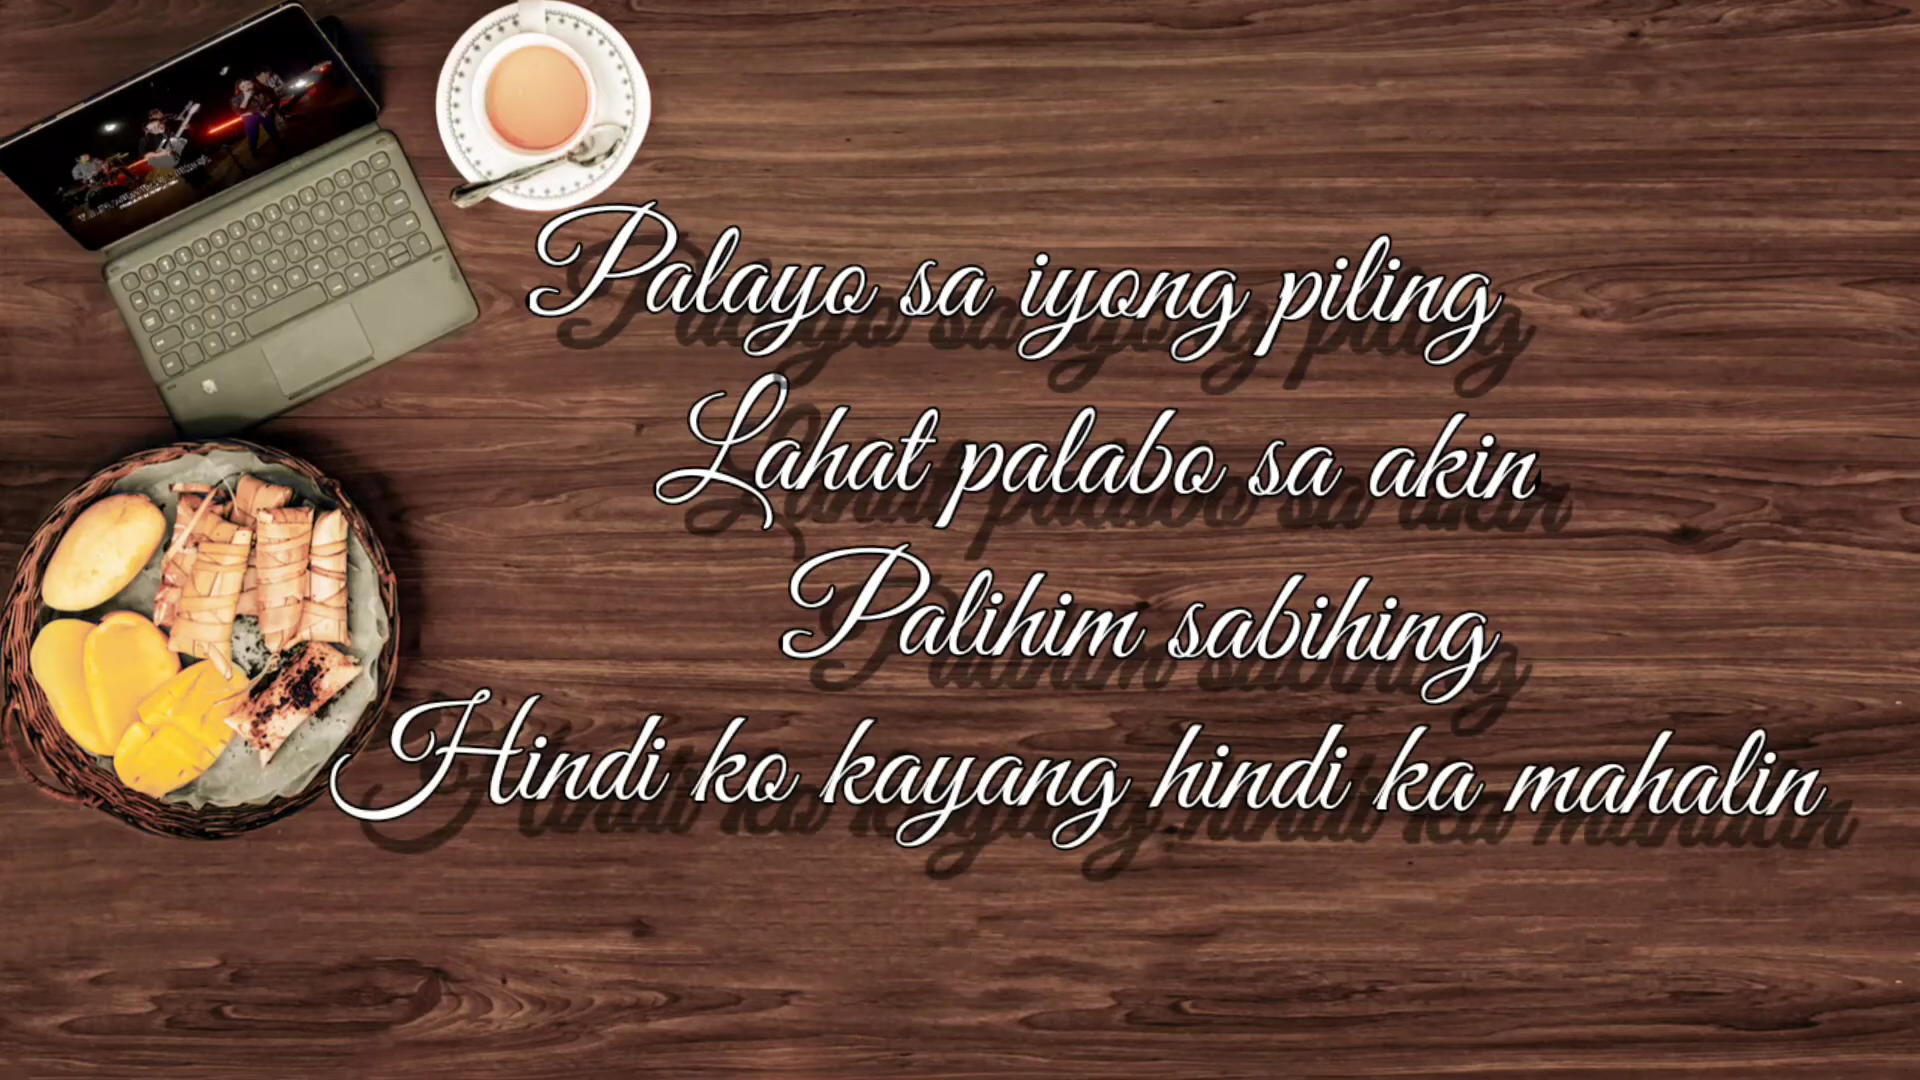 Palayo sa iyong piling
Lahat palabo sa akin
Palihim sabihing
Hindi ko kayang hindi ka mahalin